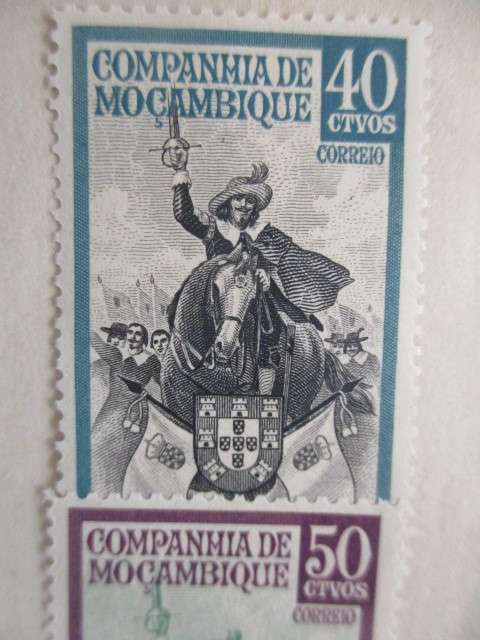 COMPANHIA DE
MOÇAMBIQUE
40
CTVOS
CORREIO
COMPANHIA DE
MOÇAMBIQUE
50
CTVOS
CORREIO